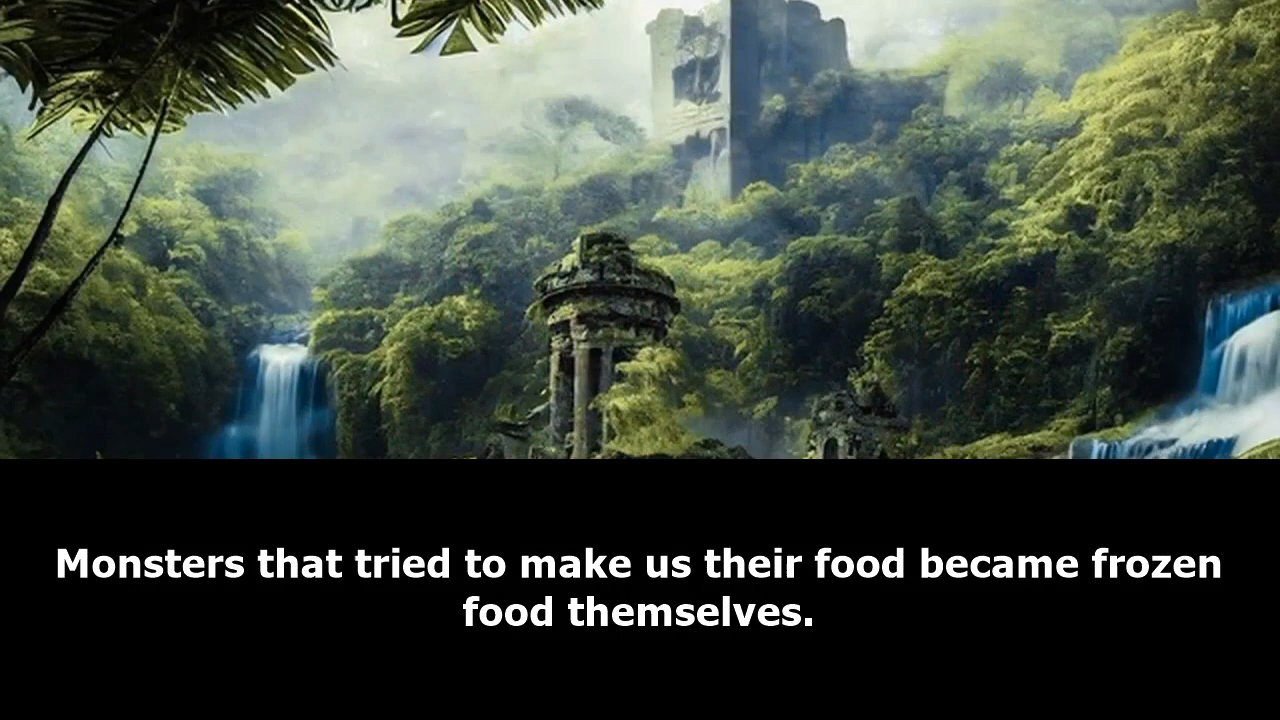 Monsters that tried to make us their food became frozen
food themselves.